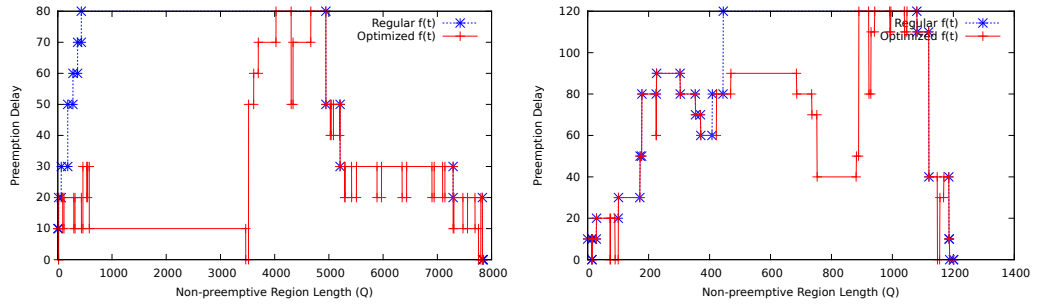 80
70
60
50
40
30
20
10
0
Preemption Delay
0 1000 2000 3000 4000 5000 6000 7000 8000
Non-preemptive Region Length (Q)
Regular f(t)
Optimized f(t)
120
100
80
60
40
20
0
Preemption Delay
0 200 400 600 800 1000 1200 1400
Non-preemptive Region Length (Q)
Regular f(t)
Optimized f(t)